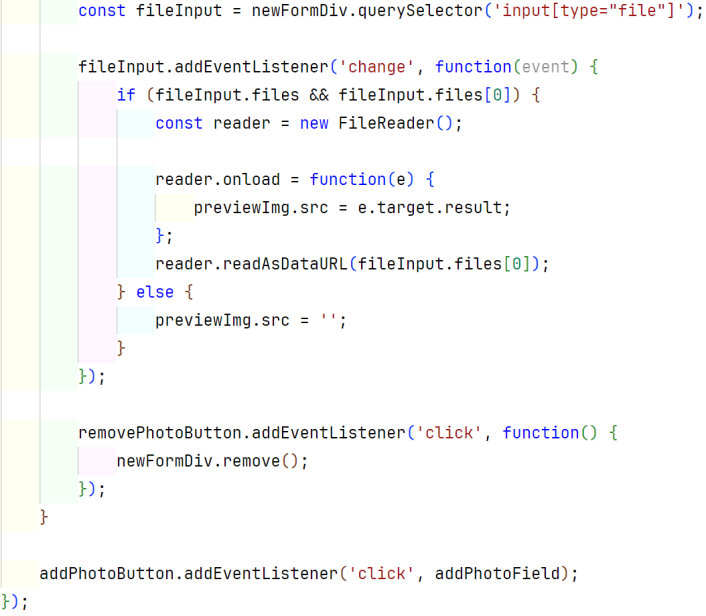 const fileInput = newFormDiv.querySelector('input[type="file"]');
fileInput.addEventListener('change', function(event) {
if (fileInput.files && fileInput.files[0]) {
const reader = new FileReader();
reader.onload = function(e) {
previewImg.src = e.target.result;
};
reader.readAsDataURL(fileInput.files[0]);
} else {
previewImg.src = '';
}
});
removePhotoButton.addEventListener('click', function() {
newFormDiv.remove();
});
}
addPhotoButton.addEventListener('click', addPhotoField);
});